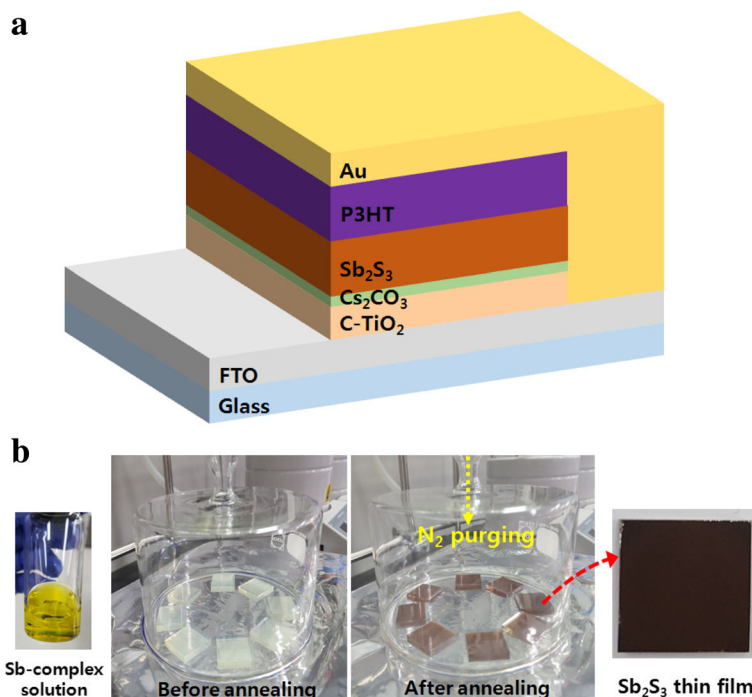 a
Au
P3HT
Sb₂S₃
Cs₂CO₃
C-TiO₂
FTO
Glass
b
N₂ purging
Sb-complex
solution
Before annealing
After annealing
Sb₂S₃ thin film